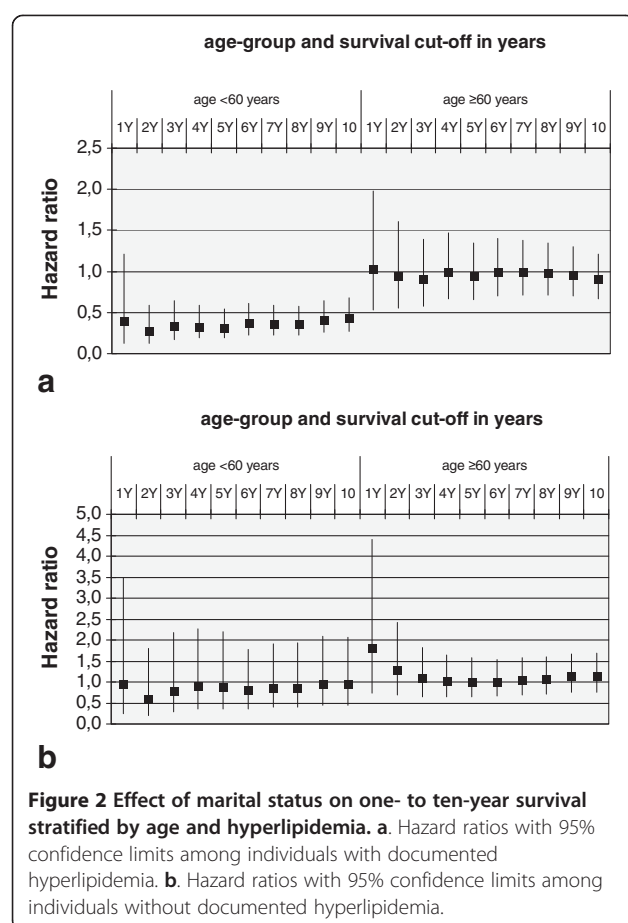 age-group and survival cut-off in years
age <60 years age ≥60 years
1Y 2Y 3Y 4Y 5Y 6Y 7Y 8Y 9Y 10 1Y 2Y 3Y 4Y 5Y 6Y 7Y 8Y 9Y 10
Hazard ratio
2,5
2,0
1,5
1,0
0,5
0,0
a
age-group and survival cut-off in years
age <60 years age ≥60 years
1Y 2Y 3Y 4Y 5Y 6Y 7Y 8Y 9Y 10 1Y 2Y 3Y 4Y 5Y 6Y 7Y 8Y 9Y 10
Hazard ratio
5,0
4,5
4,0
3,5
3,0
2,5
2,0
1,5
1,0
0,5
0,0
b
Figure 2 Effect of marital status on one- to ten-year survival
stratified by age and hyperlipidemia. a. Hazard ratios with 95%
confidence limits among individuals with documented
hyperlipidemia. b. Hazard ratios with 95% confidence limits among
individuals without documented hyperlipidemia.